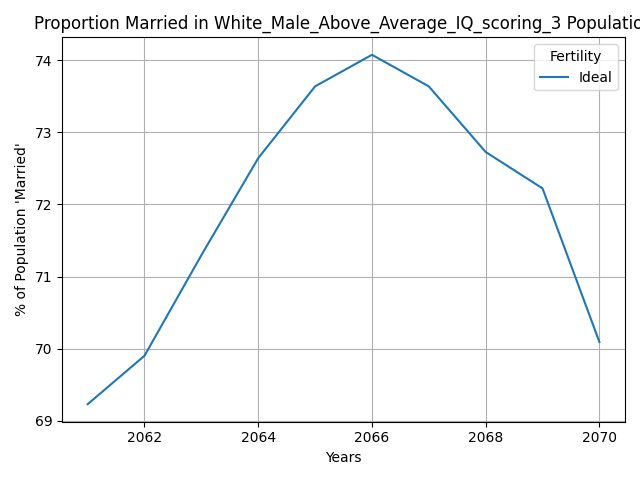 Proportion Married in White_Male_Above_Average_IQ_scoring_3 Populatio
Fertility
Ideal
74
73
72
71
70
69
% of Population 'Married'
2062 2064 2066 2068 2070
Years